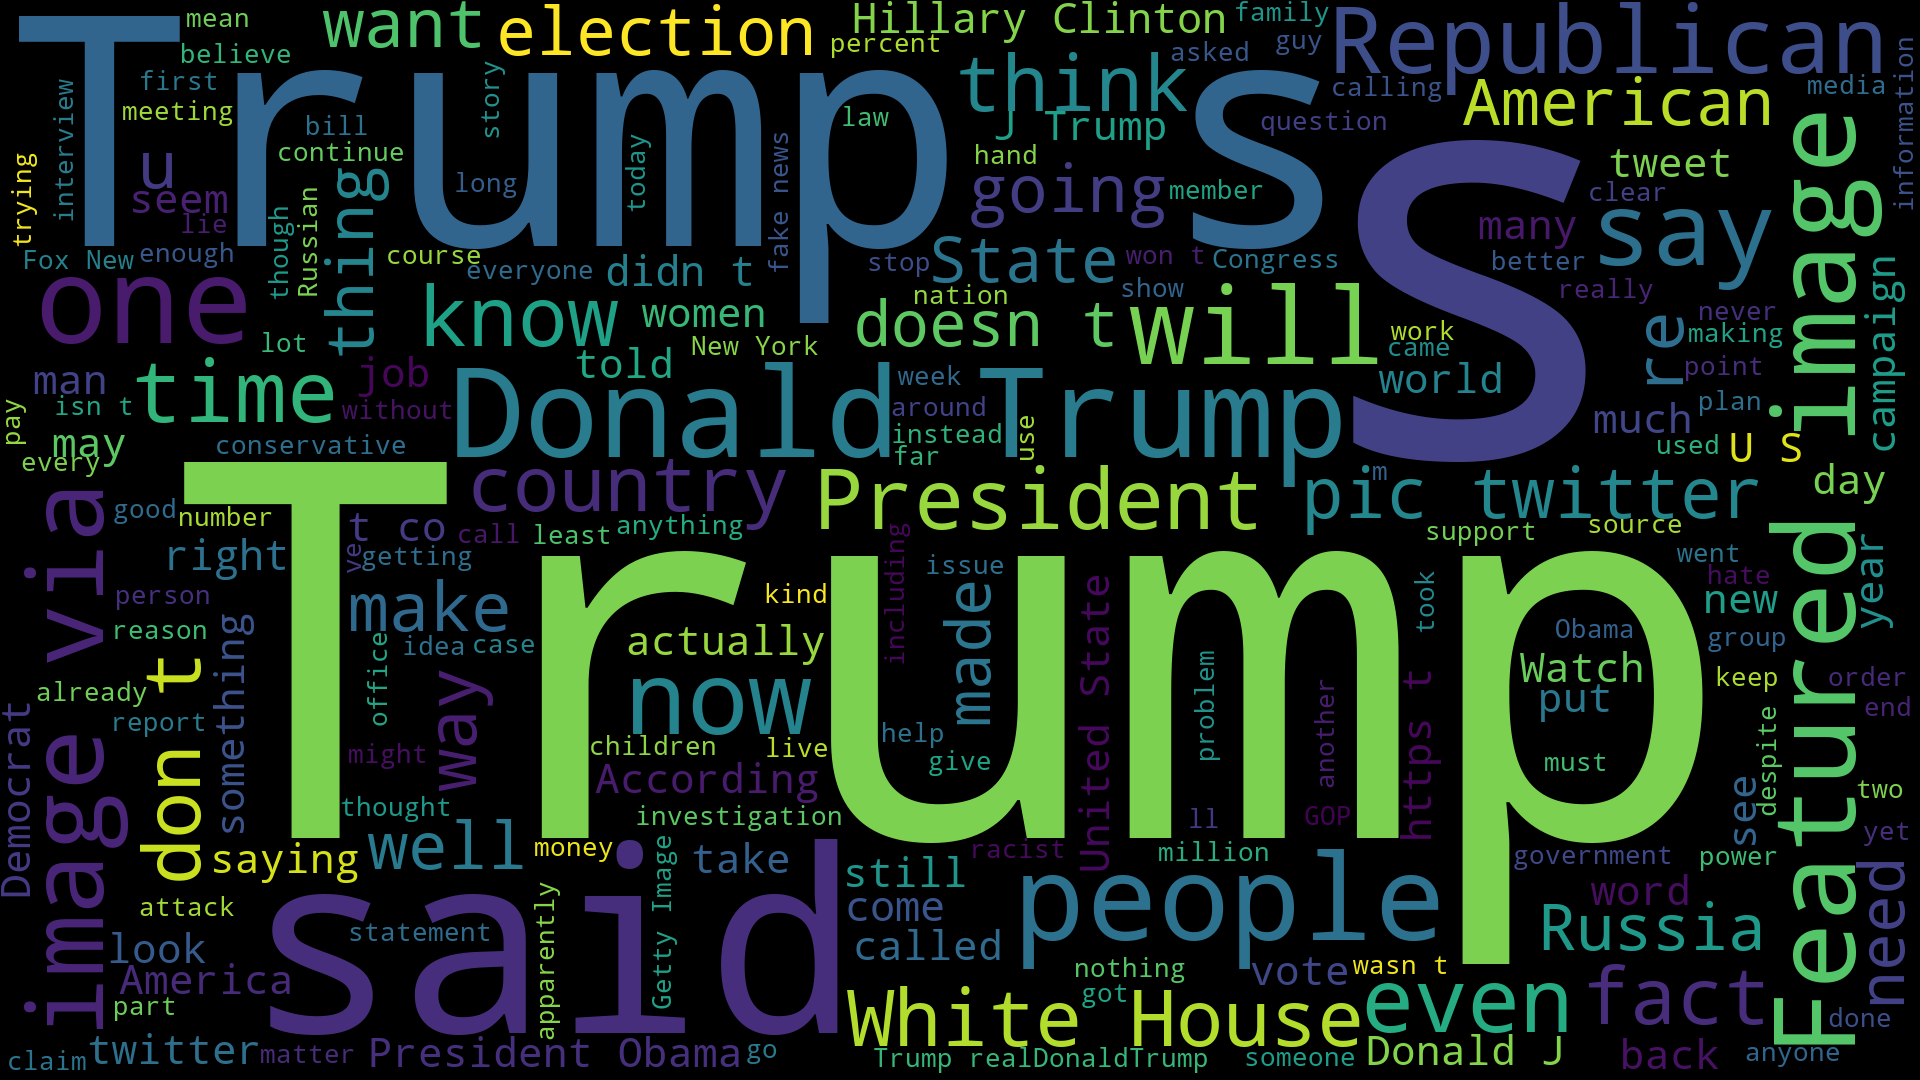 mean
want
election
Hillary Clinton
family
Republican
believe
percent
asked
guy
Trump s
first
interview
meeting
story
think
calling
American
media
information
bill
law
J Trump
question
continue
today
fake news
hand
tweet
image
trying
u
thing
long
going
member
S
clear
say
seem
lie
many
Fox New
enough
though
Russian
course
everyone
didn t
stop
State
won t
Congress
better
really
one
know
women
nation
show
doesn t
will
work
re
never
making
campaign
lot
New York
came
time
job
told
man
Donald Trump
week
world
point
isn t
without
around
plan
pay
may
conservative
instead
use
much
used
U S
every
far
image via
country
President
pic twitter
m
day
Trump
good
number
t co
call
least
anything
support
source
right
ve
getting
including
issue
went
Featured
year
person
make
kind
United State
took
hate
new
reason
something
office
idea
case
actually
made
Obama
group
don t
way
now
problem
another
https t
Watch
keep
order
already
put
end
Democrat
report
might
children
live
help
give
must
despite
According
see
two
thought
investigation
ll
GOP
yet
saying
well
money
Getty Image
take
racist
million
government
power
said
still
people
word
need
attack
apparently
come
Russia
look
statement
called
America
nothing
vote
wasn t
part
got
White House
even
fact
done
claim
twitter
matter
President Obama
go
Trump realDonaldTrump
someone
Donald J
back
anyone